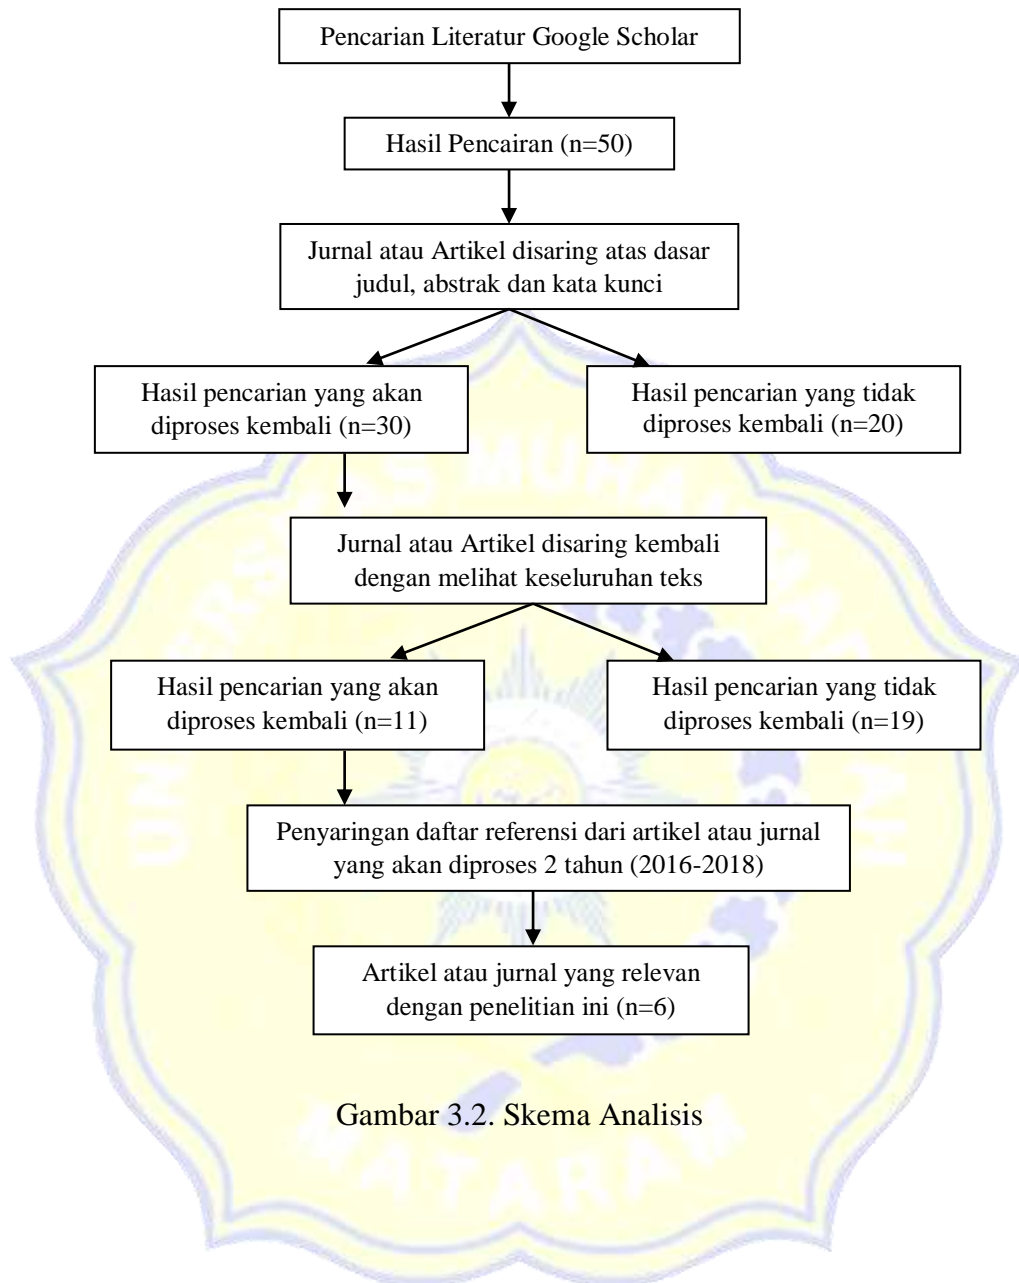 Pencarian Literatur Google Scholar
Hasil Pencairan (n=50)
Jurnal atau Artikel disaring atas dasar
judul, abstrak dan kata kunci
Hasil pencarian yang akan
diproses kembali (n=30)
Hasil pencarian yang tidak
diproses kembali (n=20)
Jurnal atau Artikel disaring kembali
dengan melihat keseluruhan teks
Hasil pencarian yang akan
diproses kembali (n=11)
Hasil pencarian yang tidak
diproses kembali (n=19)
Penyaringan daftar referensi dari artikel atau jurnal
yang akan diproses 2 tahun (2016-2018)
Artikel atau jurnal yang relevan
dengan penelitian ini (n=6)
Gambar 3.2. Skema Analisis
MATARAM